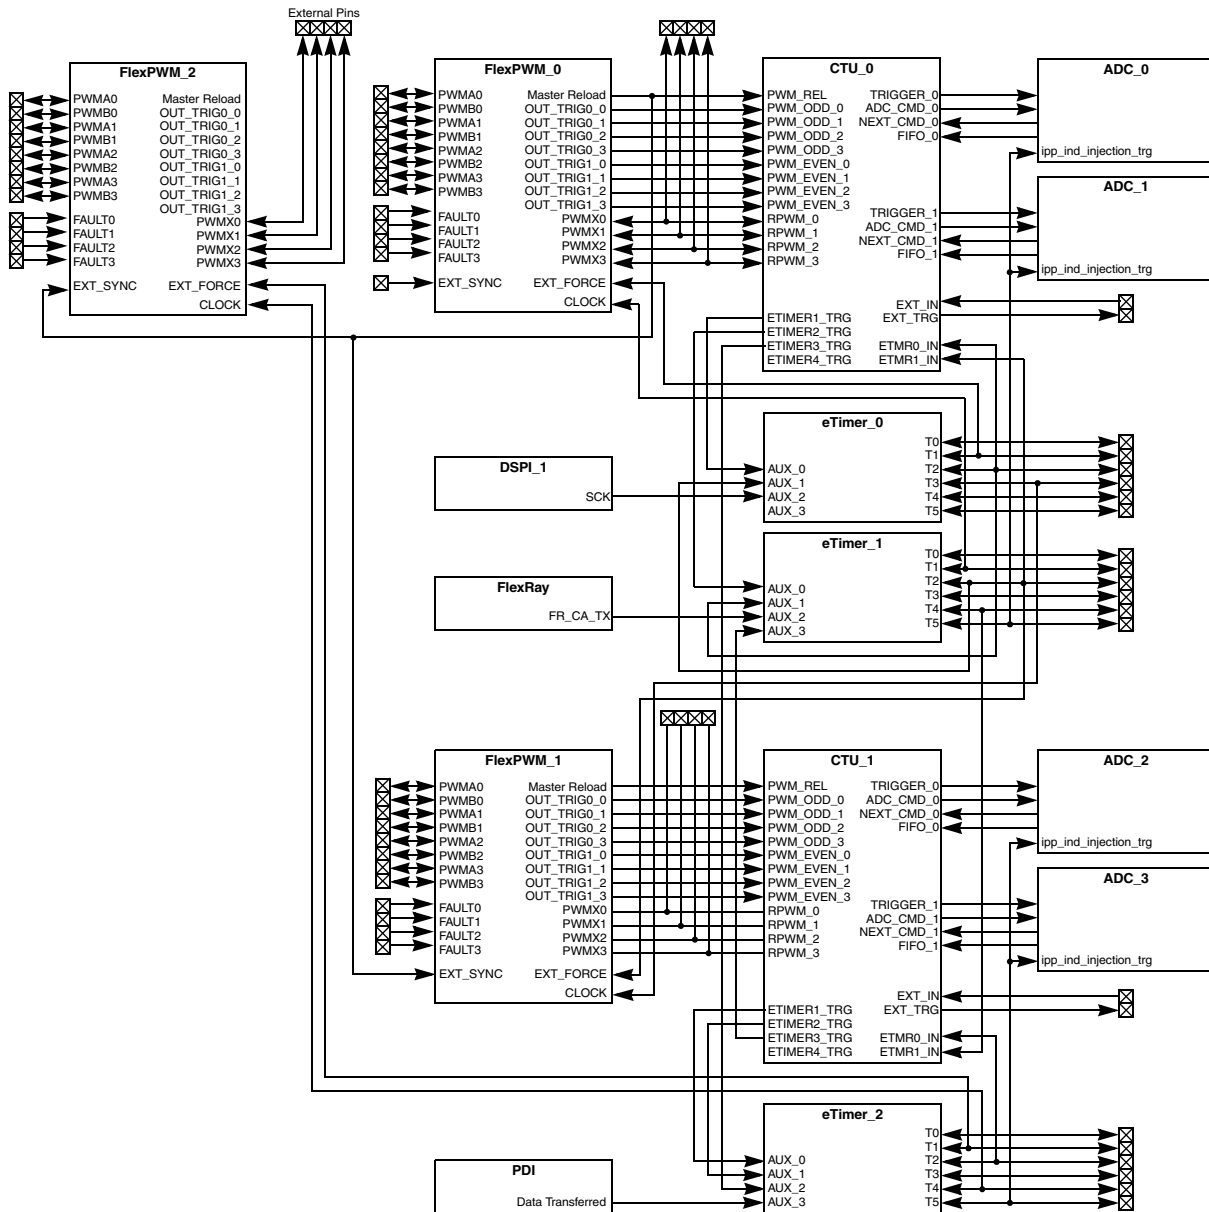 External Pins
FlexPWM_2
PWMA0
PWMB0
PWMA1
PWMB1
PWMA2
PWMB2
PWMA3
PWMB3
FAULT0
FAULT1
FAULT2
FAULT3
EXT_SYNC
Master Reload
OUT_TRIG0_0
OUT_TRIG0_1
OUT_TRIG0_2
OUT_TRIG0_3
OUT_TRIG1_0
OUT_TRIG1_1
OUT_TRIG1_2
OUT_TRIG1_3
PWMX0
PWMX1
PWMX2
PWMX3
EXT_FORCE
CLOCK
FlexPWM_0
PWMA0
PWMB0
PWMA1
PWMB1
PWMA2
PWMB2
PWMA3
PWMB3
FAULT0
FAULT1
FAULT2
FAULT3
EXT_SYNC
Master Reload
OUT_TRIG0_0
OUT_TRIG0_1
OUT_TRIG0_2
OUT_TRIG0_3
OUT_TRIG1_0
OUT_TRIG1_1
OUT_TRIG1_2
OUT_TRIG1_3
PWMX0
PWMX1
PWMX2
PWMX3
EXT_FORCE
CLOCK
CTU_0
PWM_REL
PWM_ODD_0
PWM_ODD_1
PWM_ODD_2
PWM_ODD_3
PWM_EVEN_0
PWM_EVEN_1
PWM_EVEN_2
PWM_EVEN_3
RPWM_0
RPWM_1
RPWM_2
RPWM_3
ETIMER1_TRG
ETIMER2_TRG
ETIMER3_TRG
ETIMER4_TRG
TRIGGER_0
ADC_CMD_0
NEXT_CMD_0
FIFO_0
TRIGGER_1
ADC_CMD_1
NEXT_CMD_1
FIFO_1
EXT_IN
EXT_TRG
ETMR0_IN
ETMR1_IN
ADC_0
ipp_ind_injection_trg
ADC_1
ipp_ind_injection_trg
eTimer_0
AUX_0
AUX_1
AUX_2
AUX_3
T0
T1
T2
T3
T4
T5
DSPI_1
SCK
eTimer_1
AUX_0
AUX_1
AUX_2
AUX_3
T0
T1
T2
T3
T4
T5
FlexRay
FR_CA_TX
FlexPWM_1
PWMA0
PWMB0
PWMA1
PWMB1
PWMA2
PWMB2
PWMA3
PWMB3
FAULT0
FAULT1
FAULT2
FAULT3
EXT_SYNC
Master Reload
OUT_TRIG0_0
OUT_TRIG0_1
OUT_TRIG0_2
OUT_TRIG0_3
OUT_TRIG1_0
OUT_TRIG1_1
OUT_TRIG1_2
OUT_TRIG1_3
PWMX0
PWMX1
PWMX2
PWMX3
EXT_FORCE
CLOCK
CTU_1
PWM_REL
PWM_ODD_0
PWM_ODD_1
PWM_ODD_2
PWM_ODD_3
PWM_EVEN_0
PWM_EVEN_1
PWM_EVEN_2
PWM_EVEN_3
RPWM_0
RPWM_1
RPWM_2
RPWM_3
ETIMER1_TRG
ETIMER2_TRG
ETIMER3_TRG
ETIMER4_TRG
TRIGGER_0
ADC_CMD_0
NEXT_CMD_0
FIFO_0
TRIGGER_1
ADC_CMD_1
NEXT_CMD_1
FIFO_1
EXT_IN
EXT_TRG
ETMR0_IN
ETMR1_IN
ADC_2
ipp_ind_injection_trg
ADC_3
ipp_ind_injection_trg
eTimer_2
AUX_0
AUX_1
AUX_2
AUX_3
T0
T1
T2
T3
T4
T5
PDI
Data Transferred